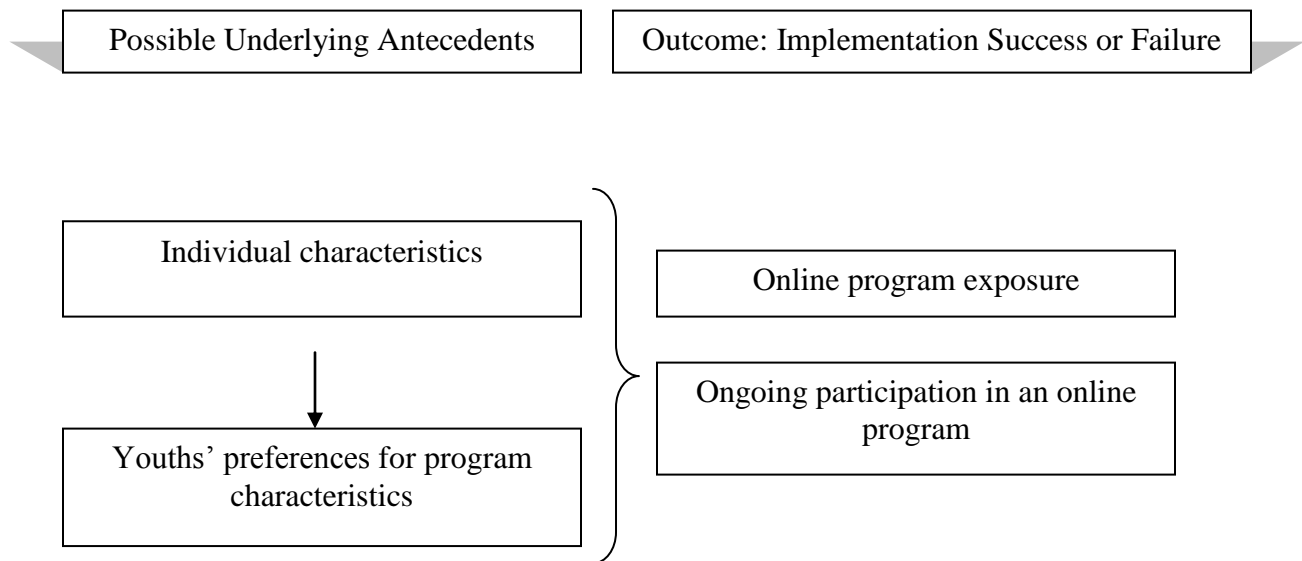 Possible Underlying Antecedents
Outcome: Implementation Success or Failure
Individual characteristics
Youths’ preferences for program
characteristics
Online program exposure
Ongoing participation in an online
program